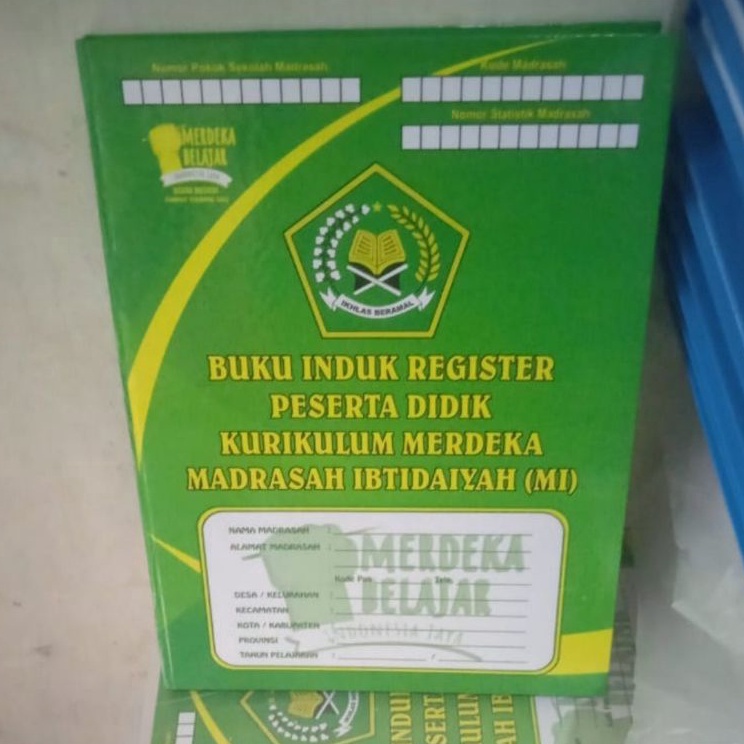 Nomor Pokok Sekolah Madrasah
Kode Madrasah
Nomor Statistik Madrasah
MERDEKA
BELAJAR
IKHLAS BERAMAL
BUKU INDUK REGISTER
PESERTA DIDIK
KURIKULUM MERDEKA
MADRASAH IBTIDAIYAH (MI)
NAMA MADRASAH :
ALAMAT MADRASAH :
MERDEKA
Kode Pos Telp.
BELAJAR
DESA / KELURAHAN :
KECAMATAN :
KOTA / KABUPATEN :
INDONESIA JAYA
PROVINSI :
TAHUN PELAJARAN : /